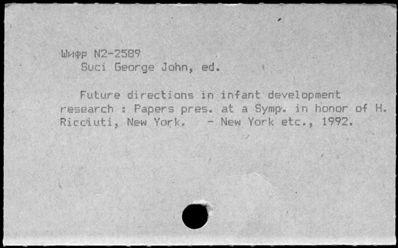 Шифр N2-2589
Suci George John, ed.
Future directions in infant development
research : Papers pres. at a Symp. in honor of H.
Ricciuti, New York. - New York etc., 1992.